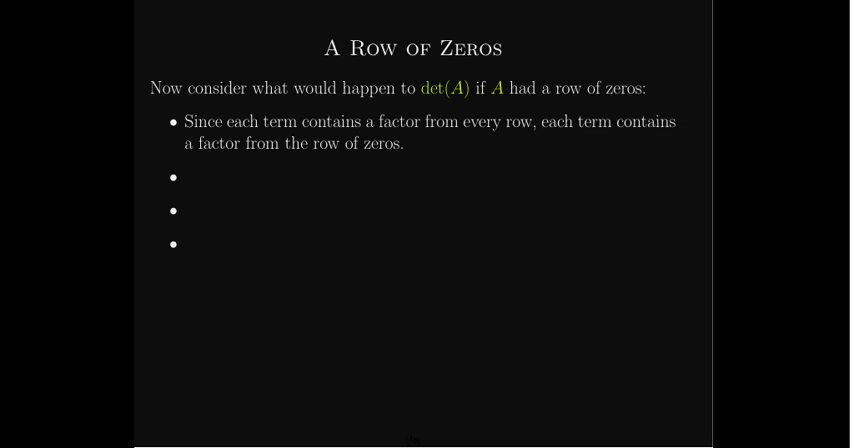 A Row of Zeros
Now consider what would happen to det(A) if A had a row of zeros:
• Since each term contains a factor from every row, each term contains
a factor from the row of zeros.
•
•
•